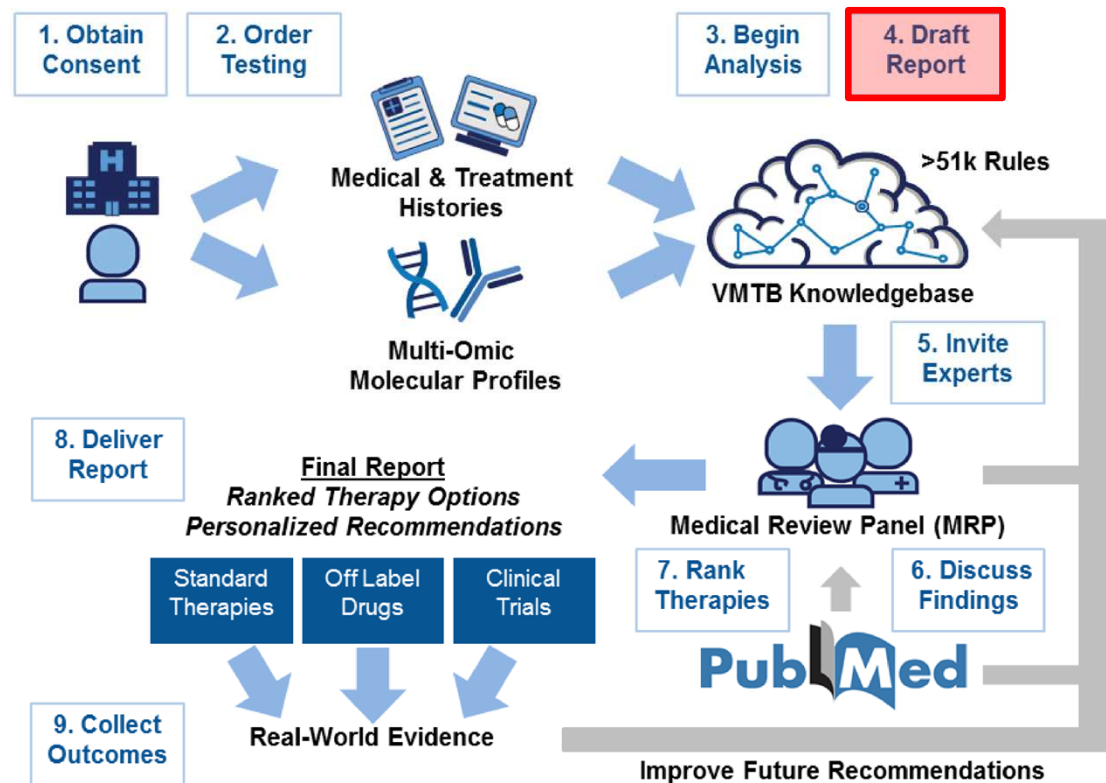 1. Obtain
Consent
2. Order
Testing
3. Begin
Analysis
4. Draft
Report
H
Medical & Treatment
Histories
>51k Rules
VMTB Knowledgebase
Multi-Omic
Molecular Profiles
5. Invite
Experts
8. Deliver
Report
Final Report
Ranked Therapy Options
Personalized Recommendations
Medical Review Panel (MRP)
Standard
Therapies
Off Label
Drugs
Clinical
Trials
7. Rank
Therapies
6. Discuss
Findings
PubMed
9. Collect
Outcomes
Real-World Evidence
Improve Future Recommendations